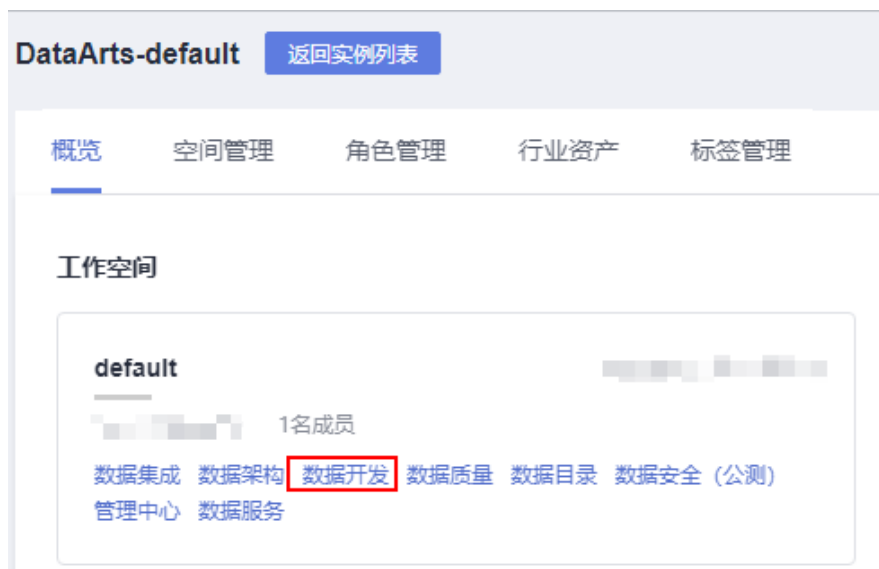 DataArts-default 返回实例列表
概览 空间管理 角色管理 行业资产 标签管理
工作空间
default
1名成员
数据集成 数据架构 数据开发 数据质量 数据目录 数据安全 (公测)
管理中心 数据服务